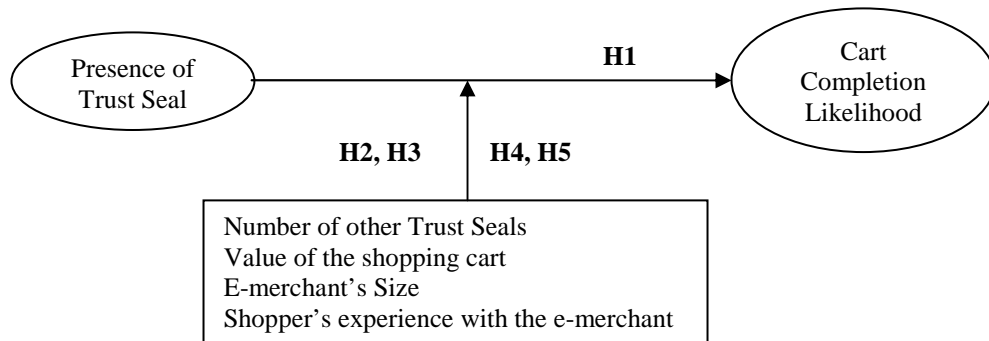 H1
Presence of
Trust Seal
Cart
Completion
Likelihood
H2, H3
H4, H5
Number of other Trust Seals
Value of the shopping cart
E-merchant's Size
Shopper's experience with the e-merchant